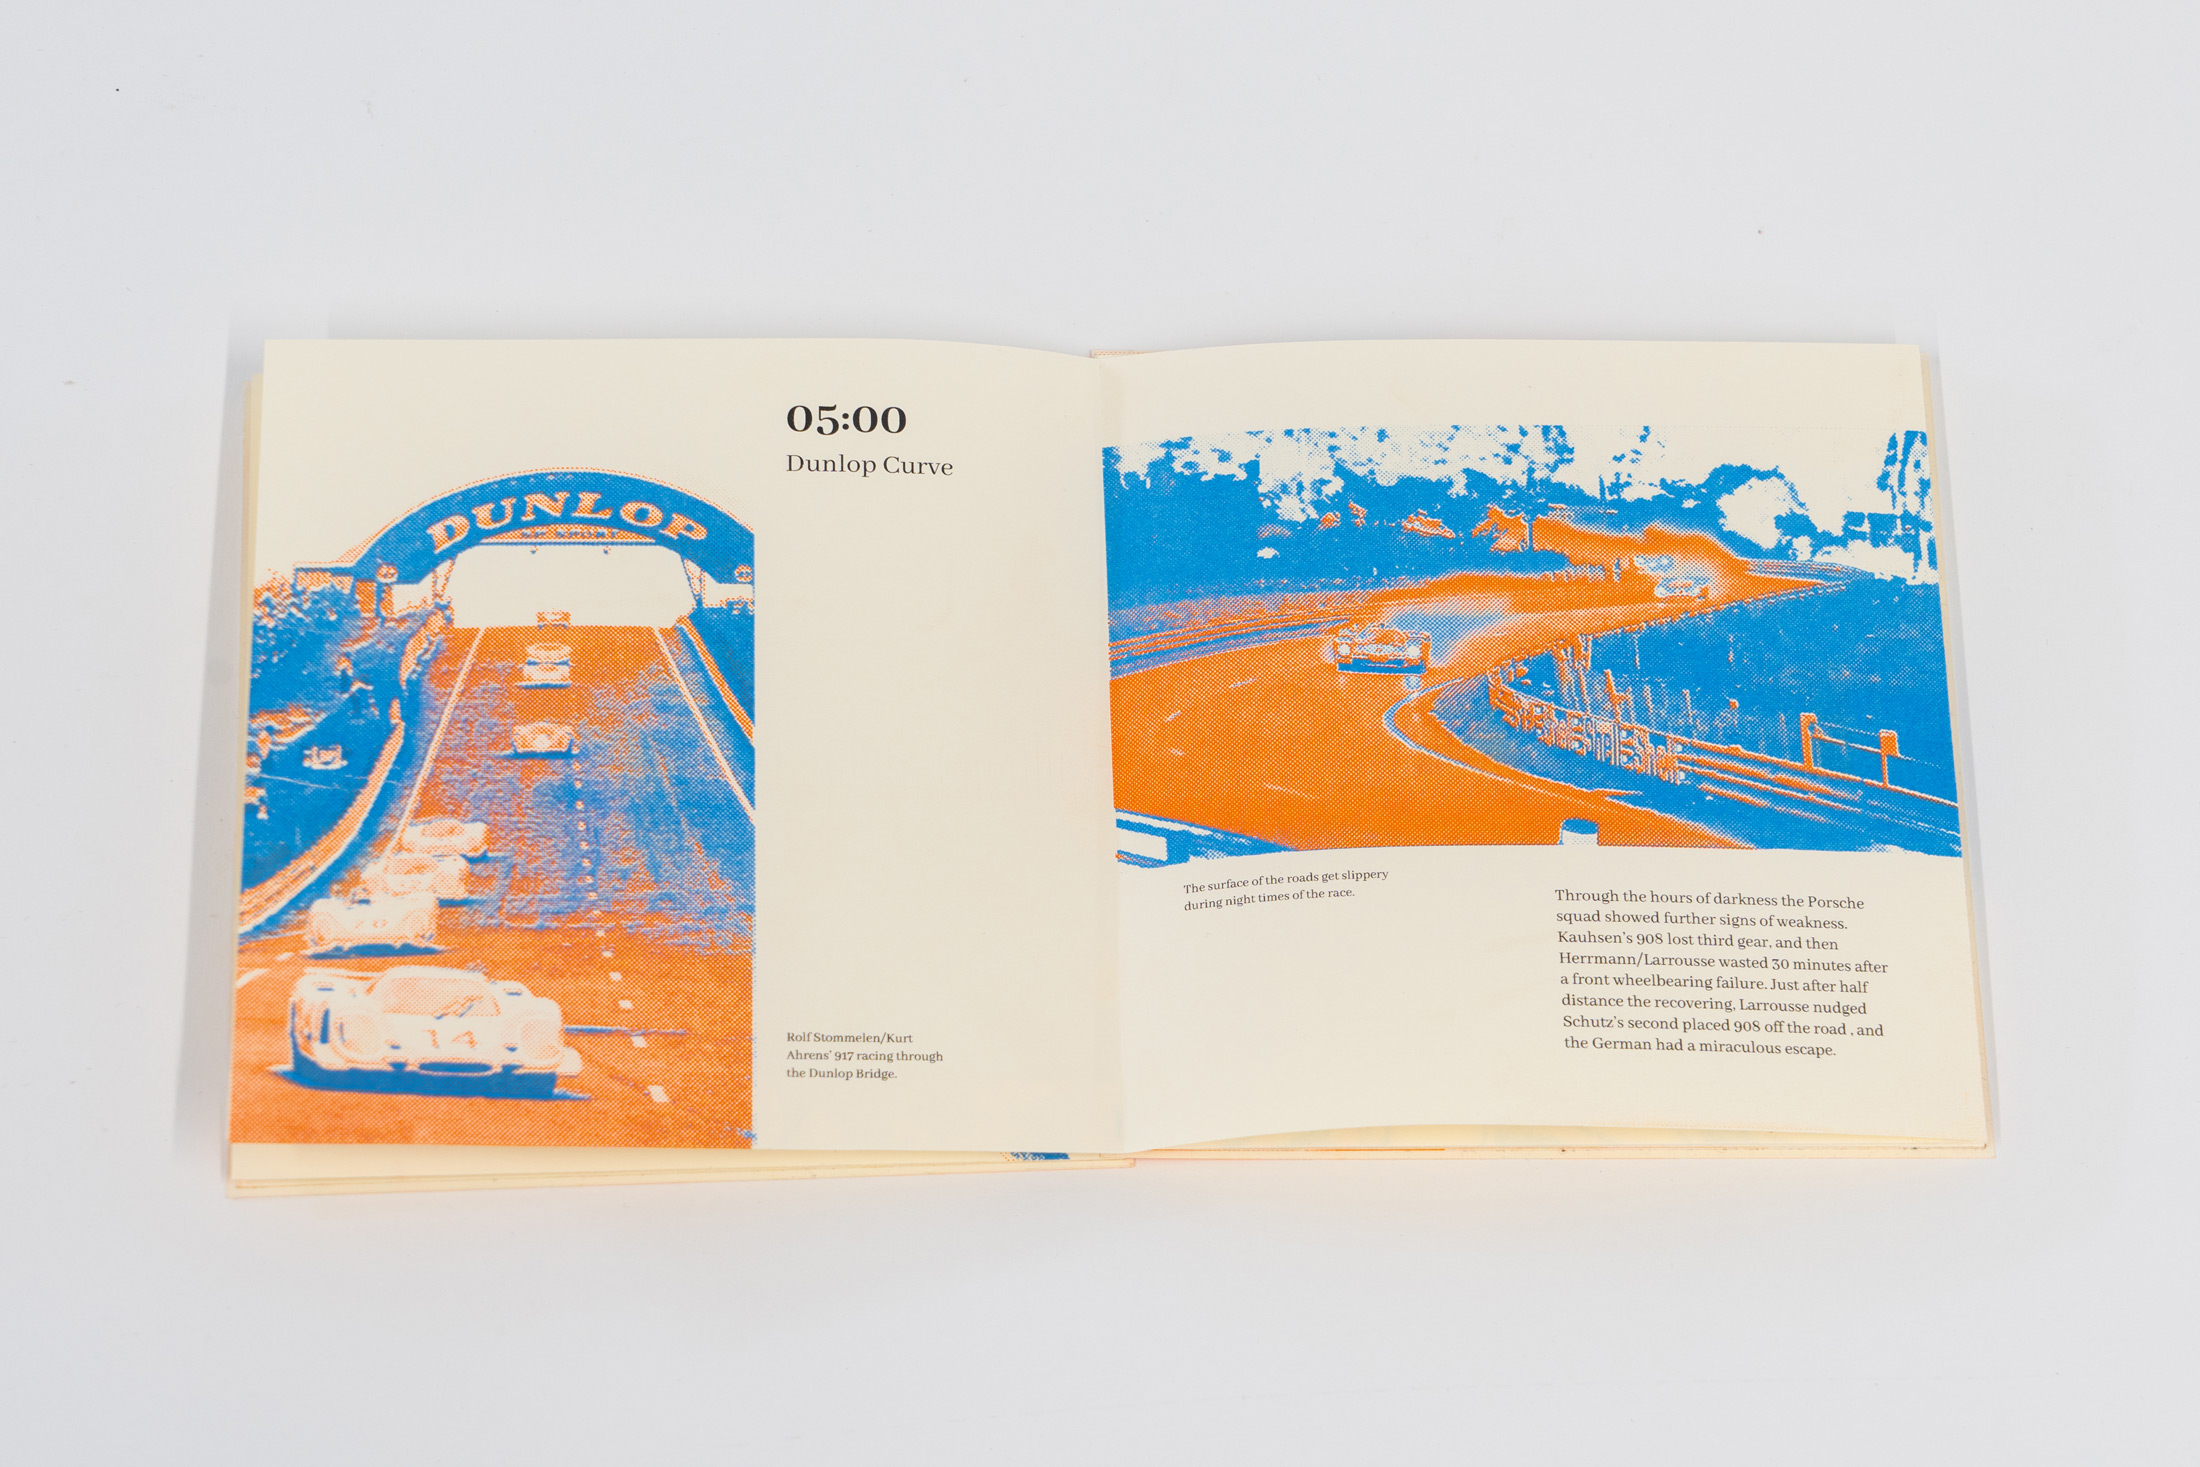 05:00
Dunlop Curve
DUNLOP
14
Rolf Stommelen/Kurt
Ahrens' 917 racing through
the Dunlop Bridge.
The surface of the roads get slippery
during night times of the race.
Through the hours of darkness the Porsche
squad showed further signs of weakness.
Kauhsen's 908 lost third gear, and then
Herrmann/Larrousse wasted 30 minutes after
a front wheelbearing failure. Just after half
distance the recovering, Larrousse nudged
Schutz's second placed 908 off the road , and
the German had a miraculous escape.